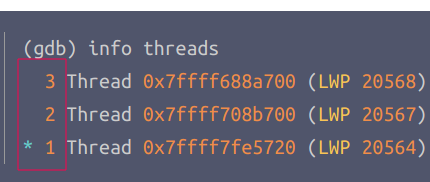 (gdb) info threads
3 Thread 0x7ffff688a700 (LWP 20568)
2 Thread 0x7ffff708b700 (LWP 20567)
* 1 Thread 0x7ffff7fe5720 (LWP 20564)